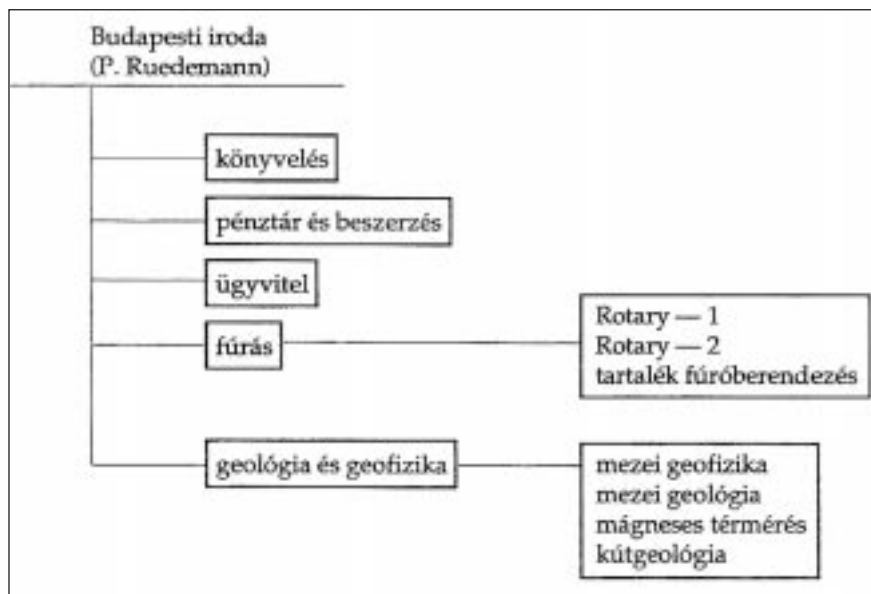 Budapesti iroda
(P. Ruedemann)
könyvelés
pénztár és beszerzés
ügyvitel
fúrás
Rotary — 1
Rotary — 2
tartalék fúróberendezés
geológia és geofizika
mezei geofizika
mezei geológia
mágneses térmérés
kútgeológia